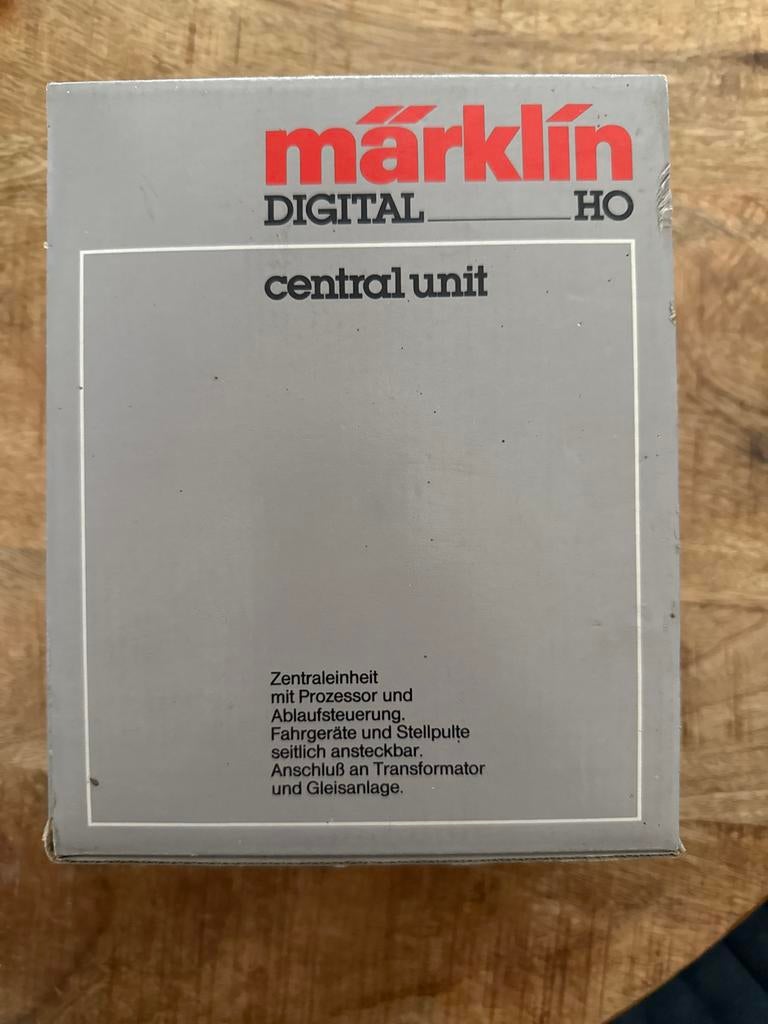 märklín
DIGITAL HO
central unit
Zentraleinheit
mit Prozessor und
Ablaufsteuerung.
Fahrgeräte und Stellpulte
seitlich ansteckbar.
Anschluß an Transformator
und Gleisanlage.